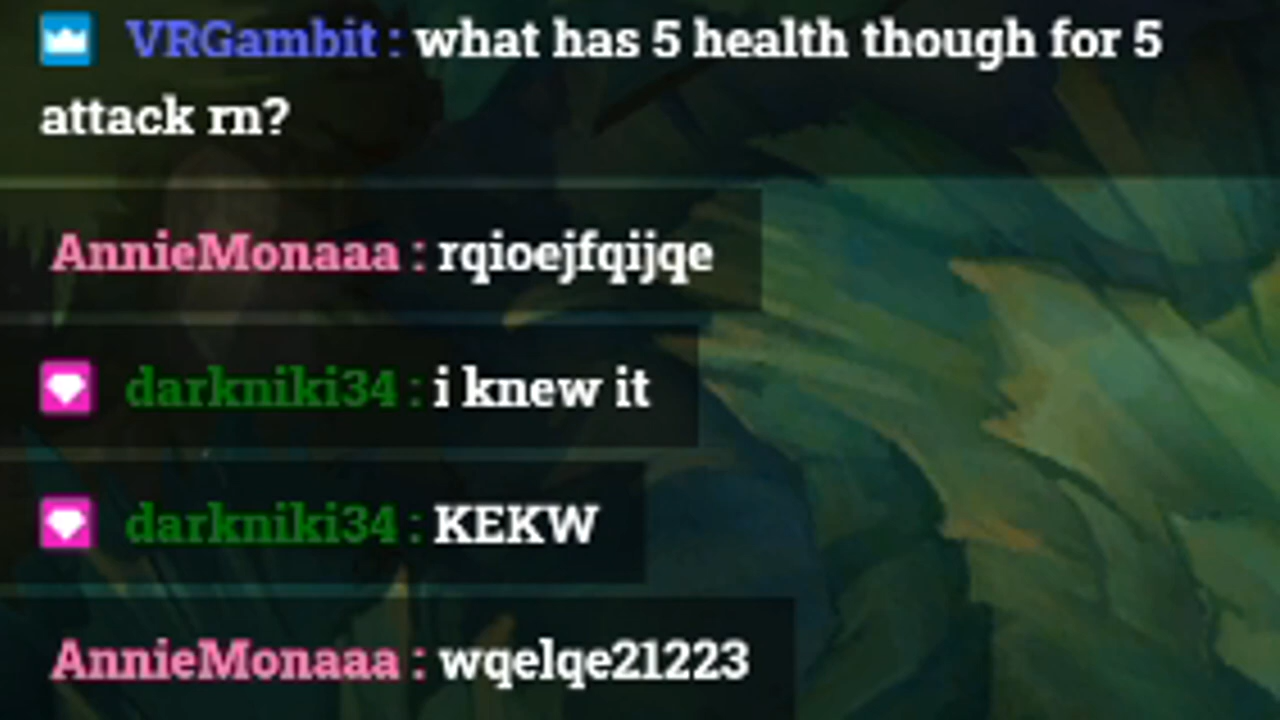 VRGambit : what has 5 health though for 5
attack rn?
AnnieMonaaa : rqioejfqijqe
darkniki34 : i knew it
darkniki34 : KEKW
AnnieMonaaa : wqelqe21223